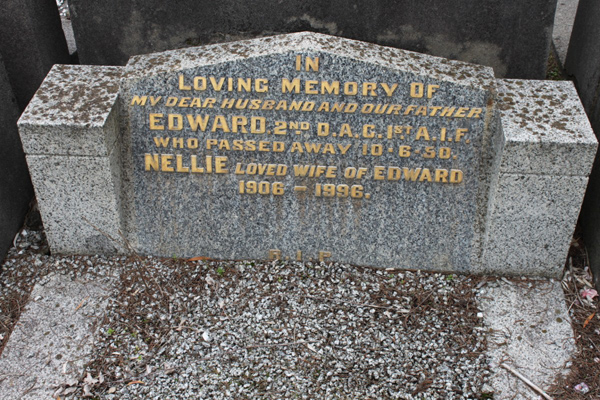 IN
LOVING MEMORY OF
MY DEAR HUSBAND AND OUR FATHER
EDWARD. 2ND D.A.C. 1ST A.I.F.
WHO PASSED AWAY 10-6-50.
NELLIE LOVED WIFE OF EDWARD
1906 - 1996.
R.I.P.